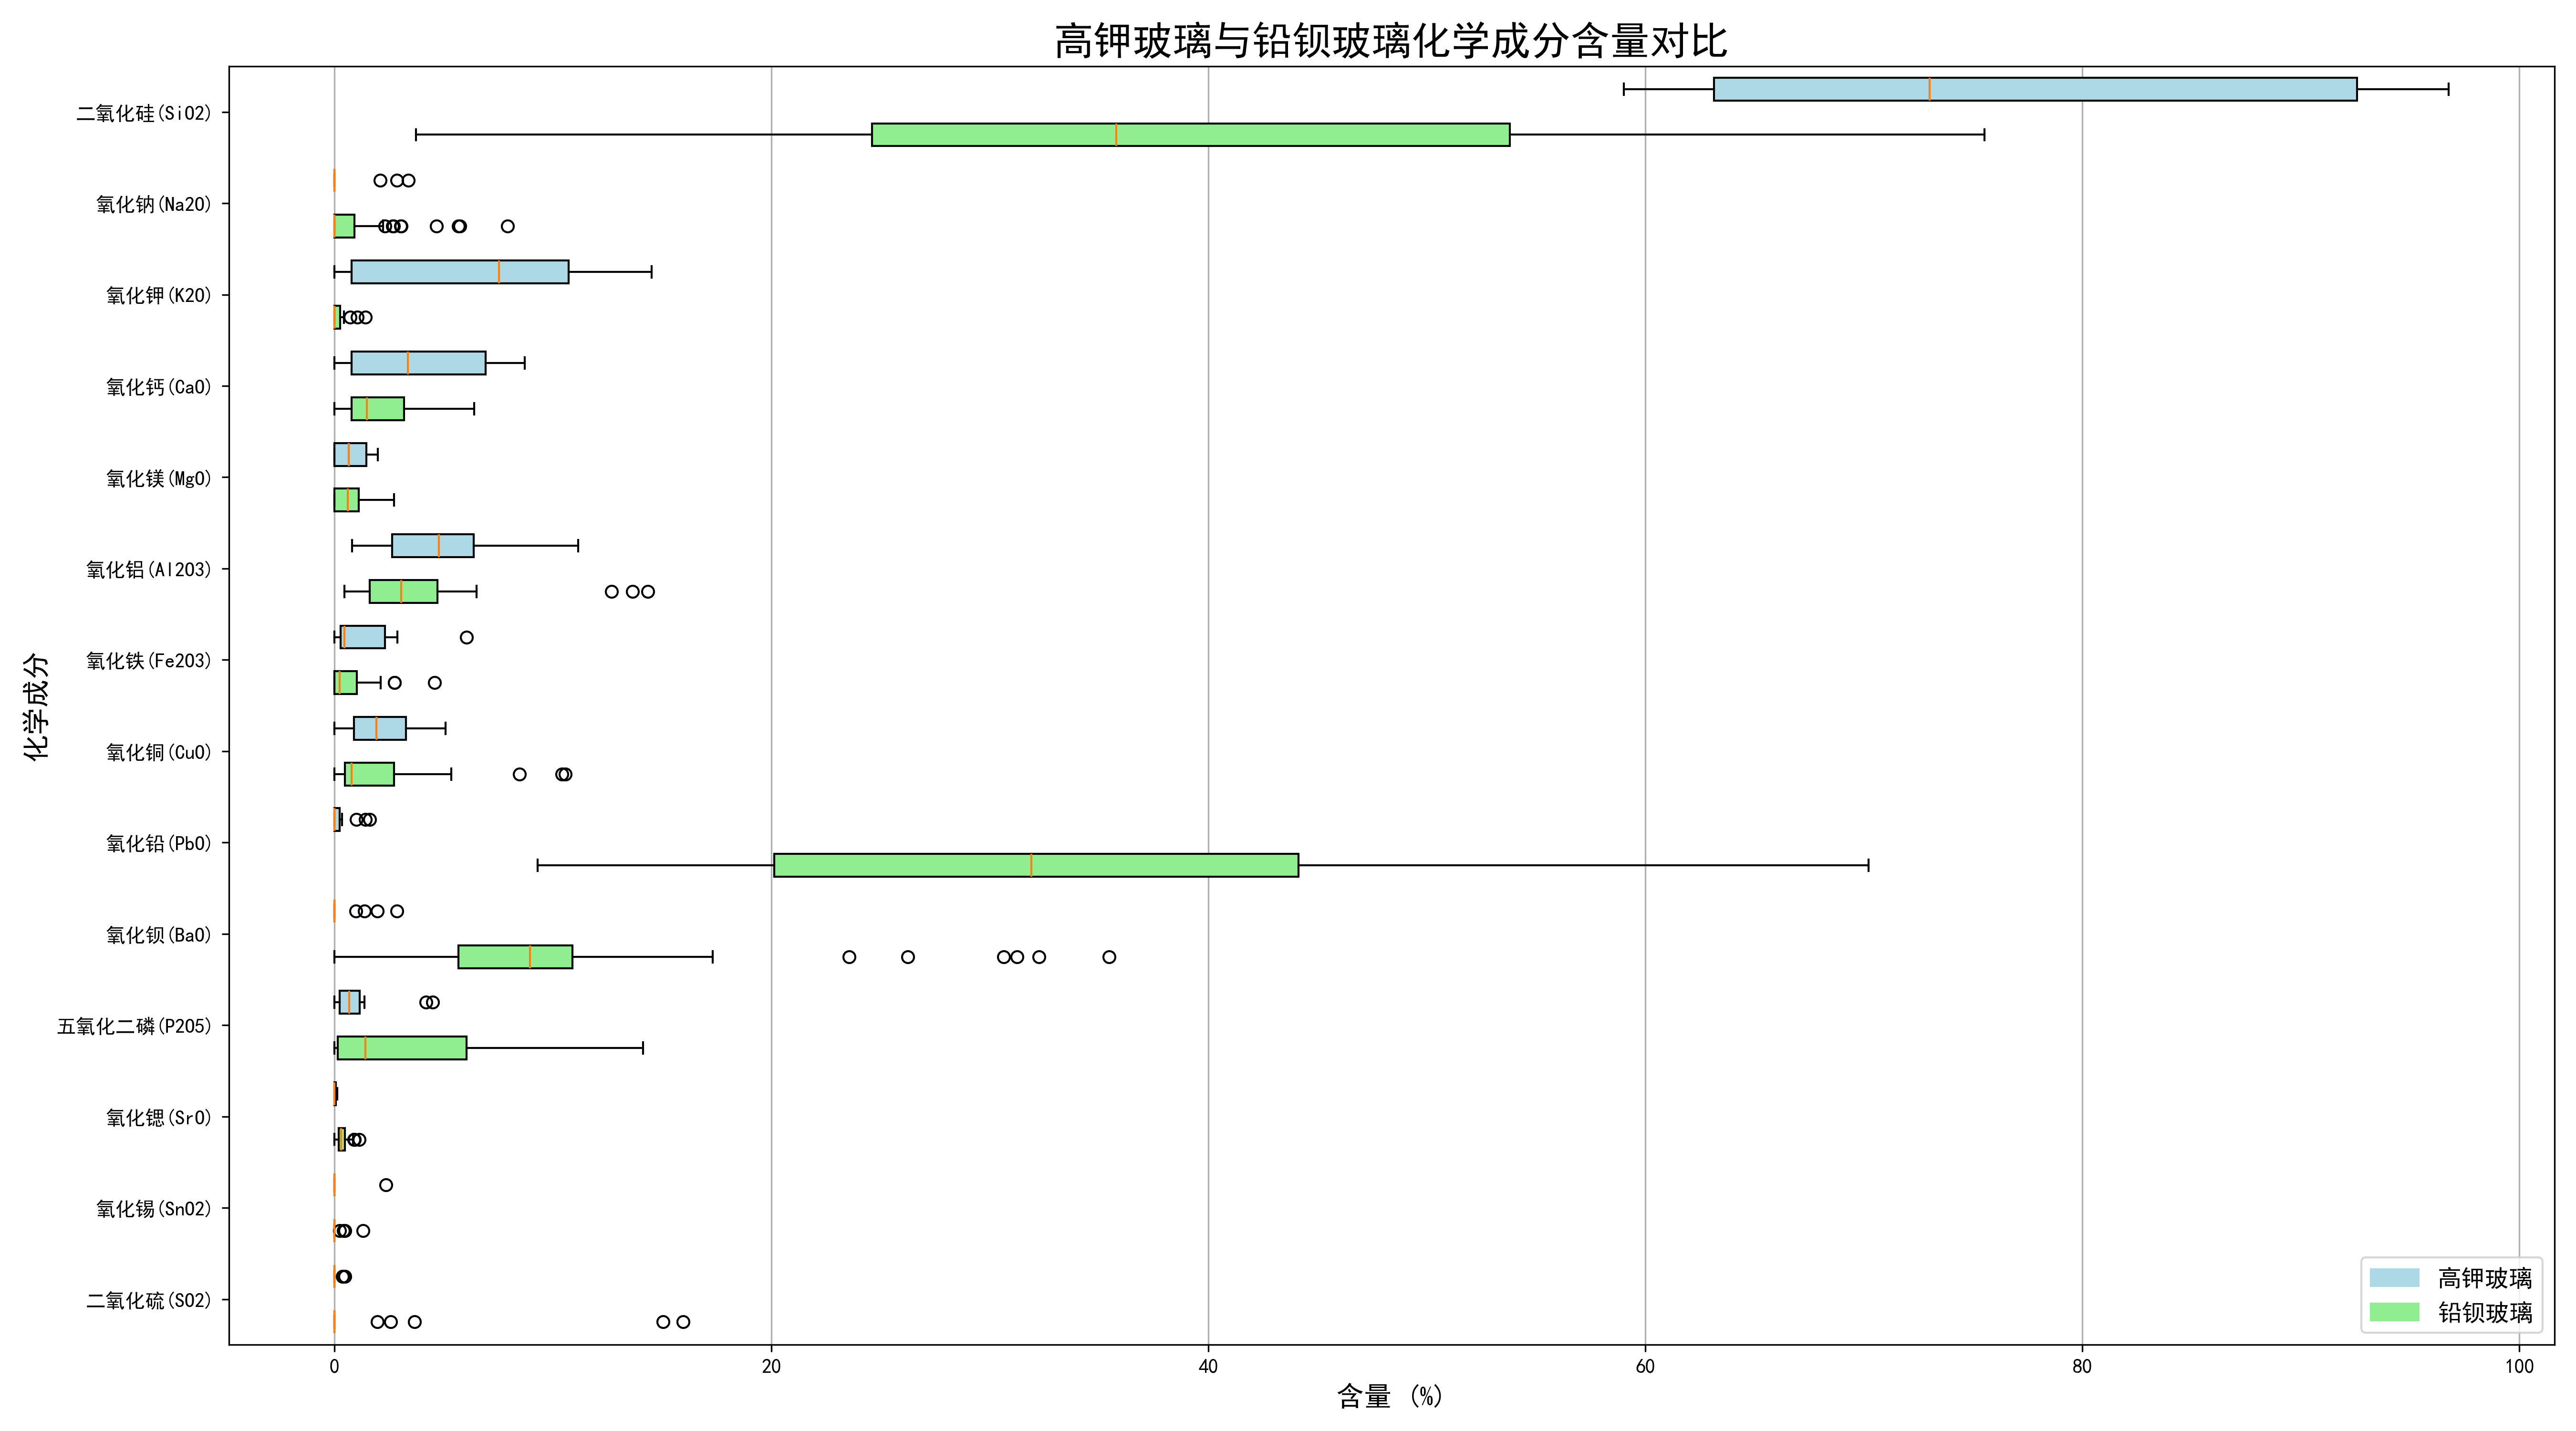 高钾玻璃与铅钡玻璃化学成分含量对比
化学成分
二氧化硅(SiO2)
氧化钠(Na2O)
氧化钾(K2O)
氧化钙(CaO)
氧化镁(MgO)
氧化铝(Al2O3)
氧化铁(Fe2O3)
氧化铜(CuO)
氧化铅(PbO)
氧化钡(BaO)
五氧化二磷(P2O5)
氧化锶(SrO)
氧化锡(SnO2)
二氧化硫(SO2)
高钾玻璃
铅钡玻璃
0 20 40 60 80 100
含量 (%)